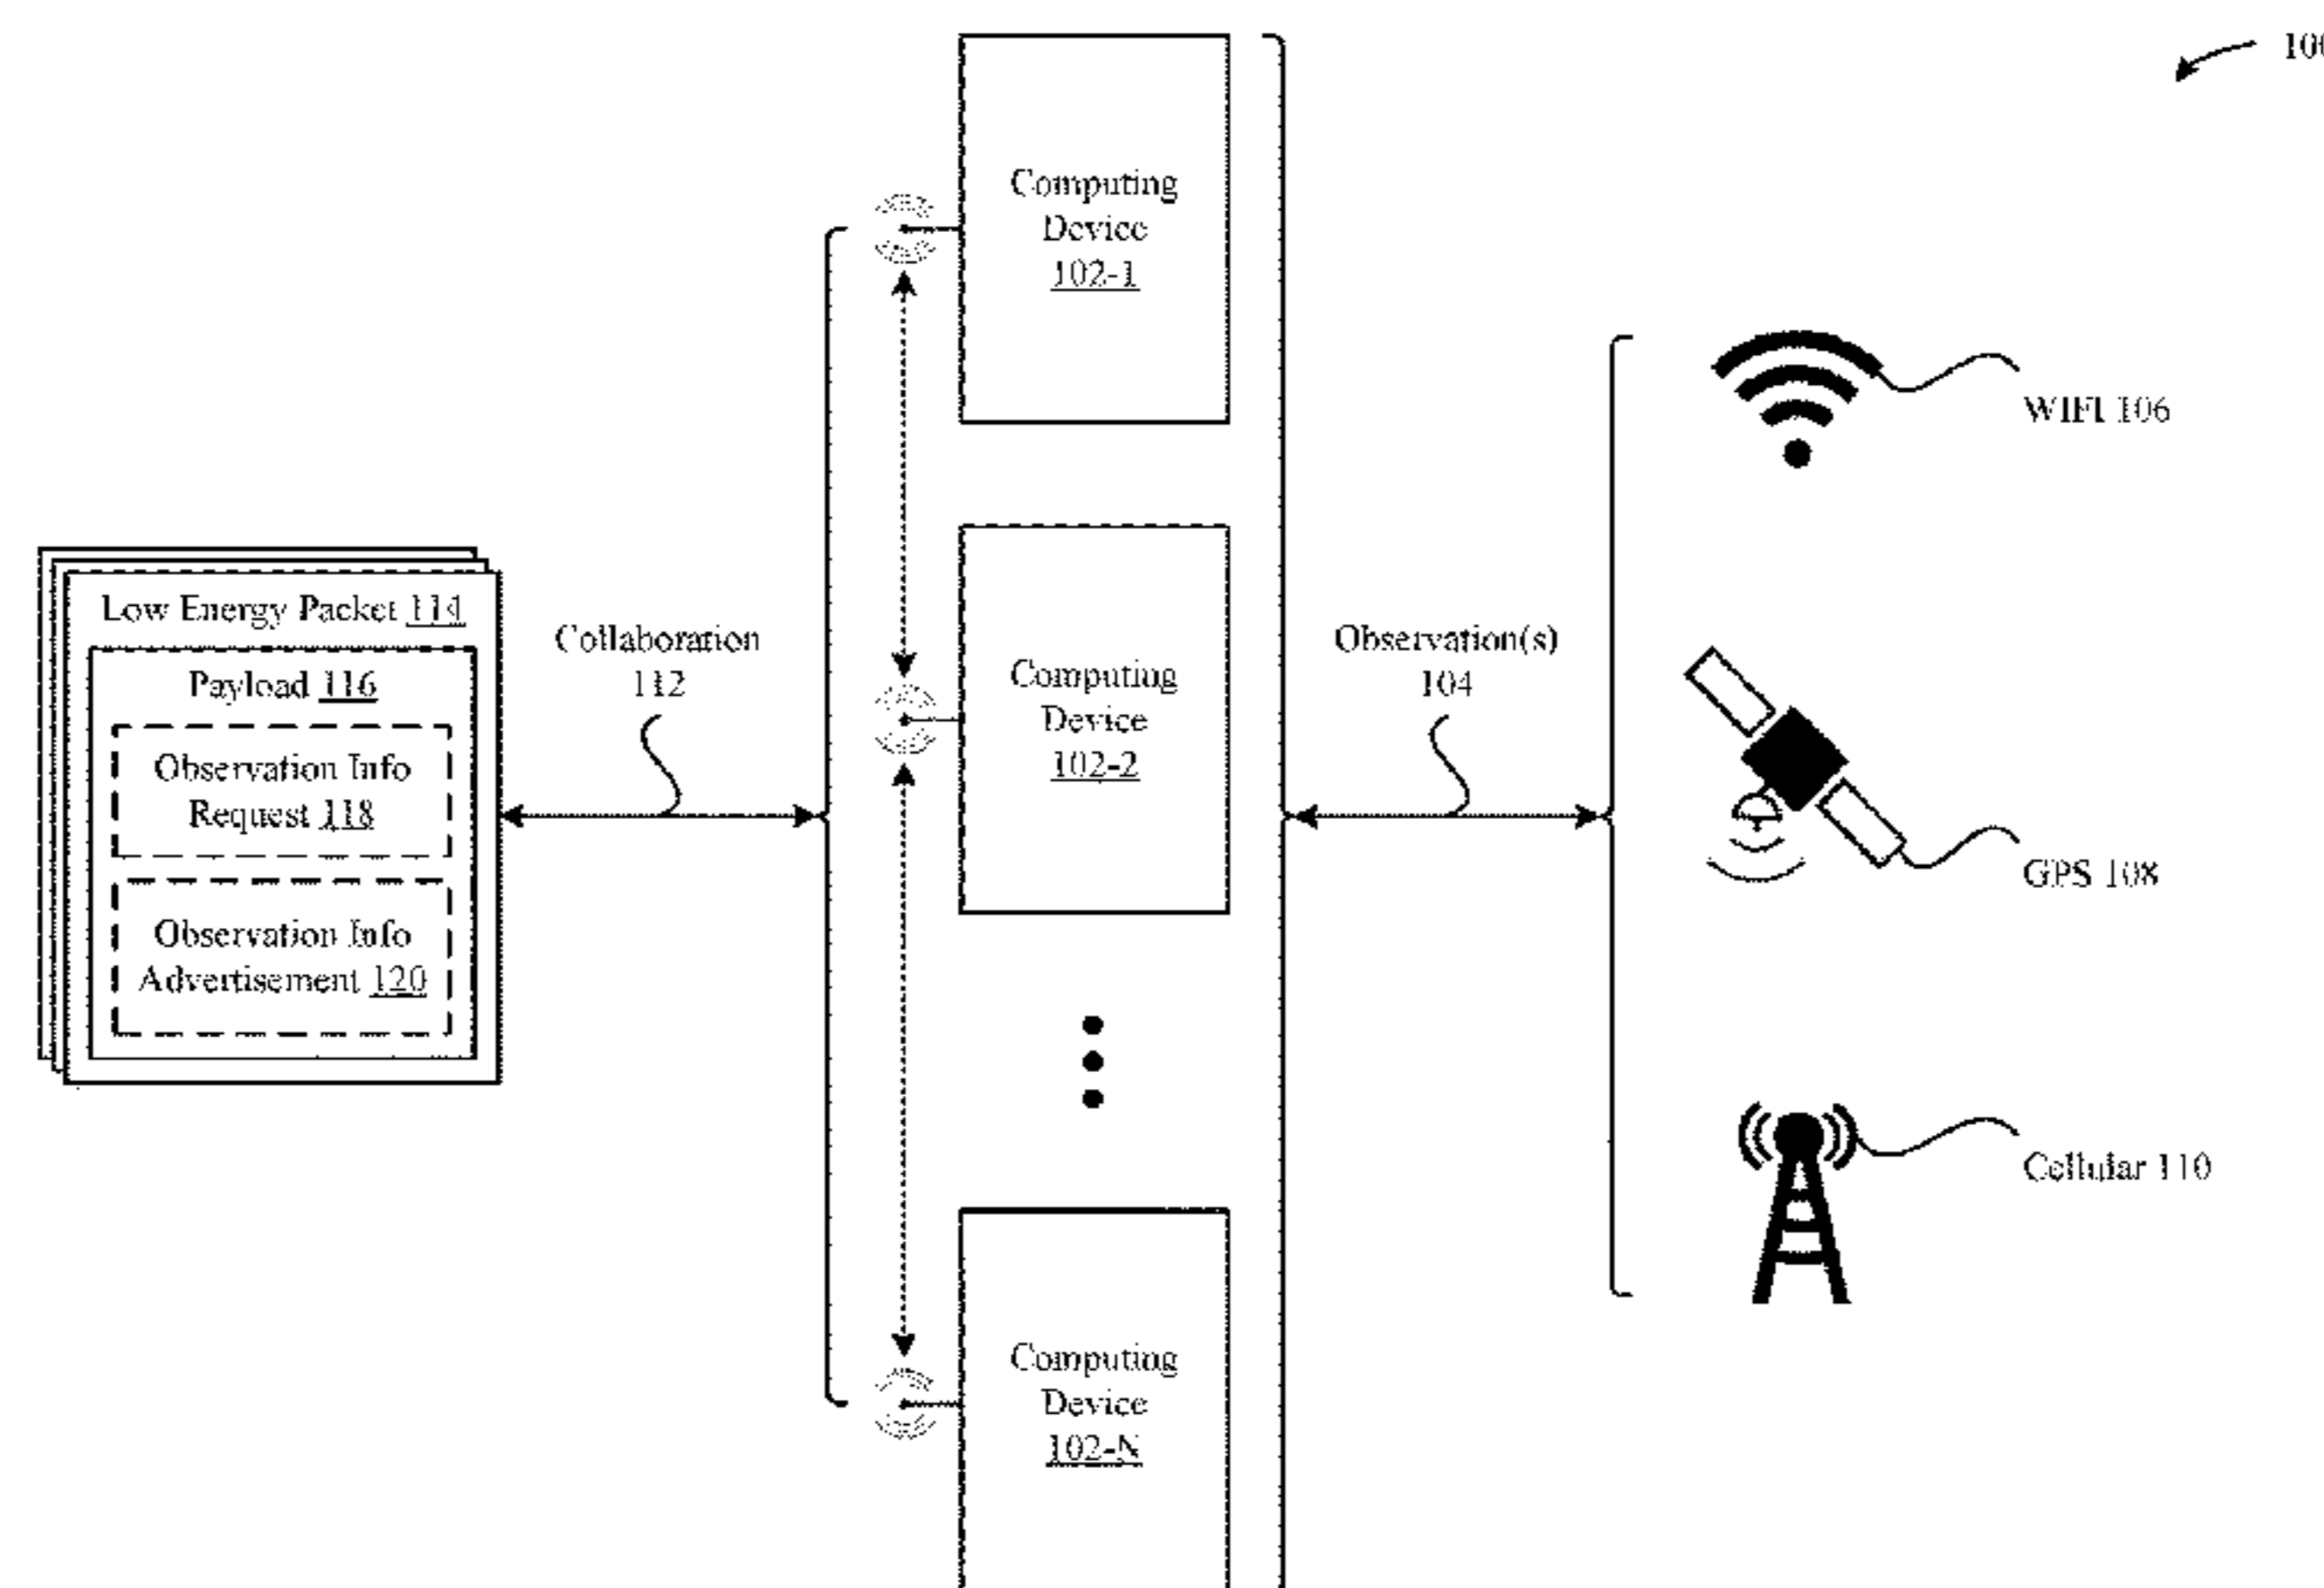 100
Computing
Device
102-1
WIFI 106
Low Energy Packet 114
Payload 116
Observation Info
Request 118
Observation Info
Advertisement 120
Collaboration
112
Computing
Device
102-2
Observation(s)
104
GPS 108
Cellular 110
Computing
Device
102-N